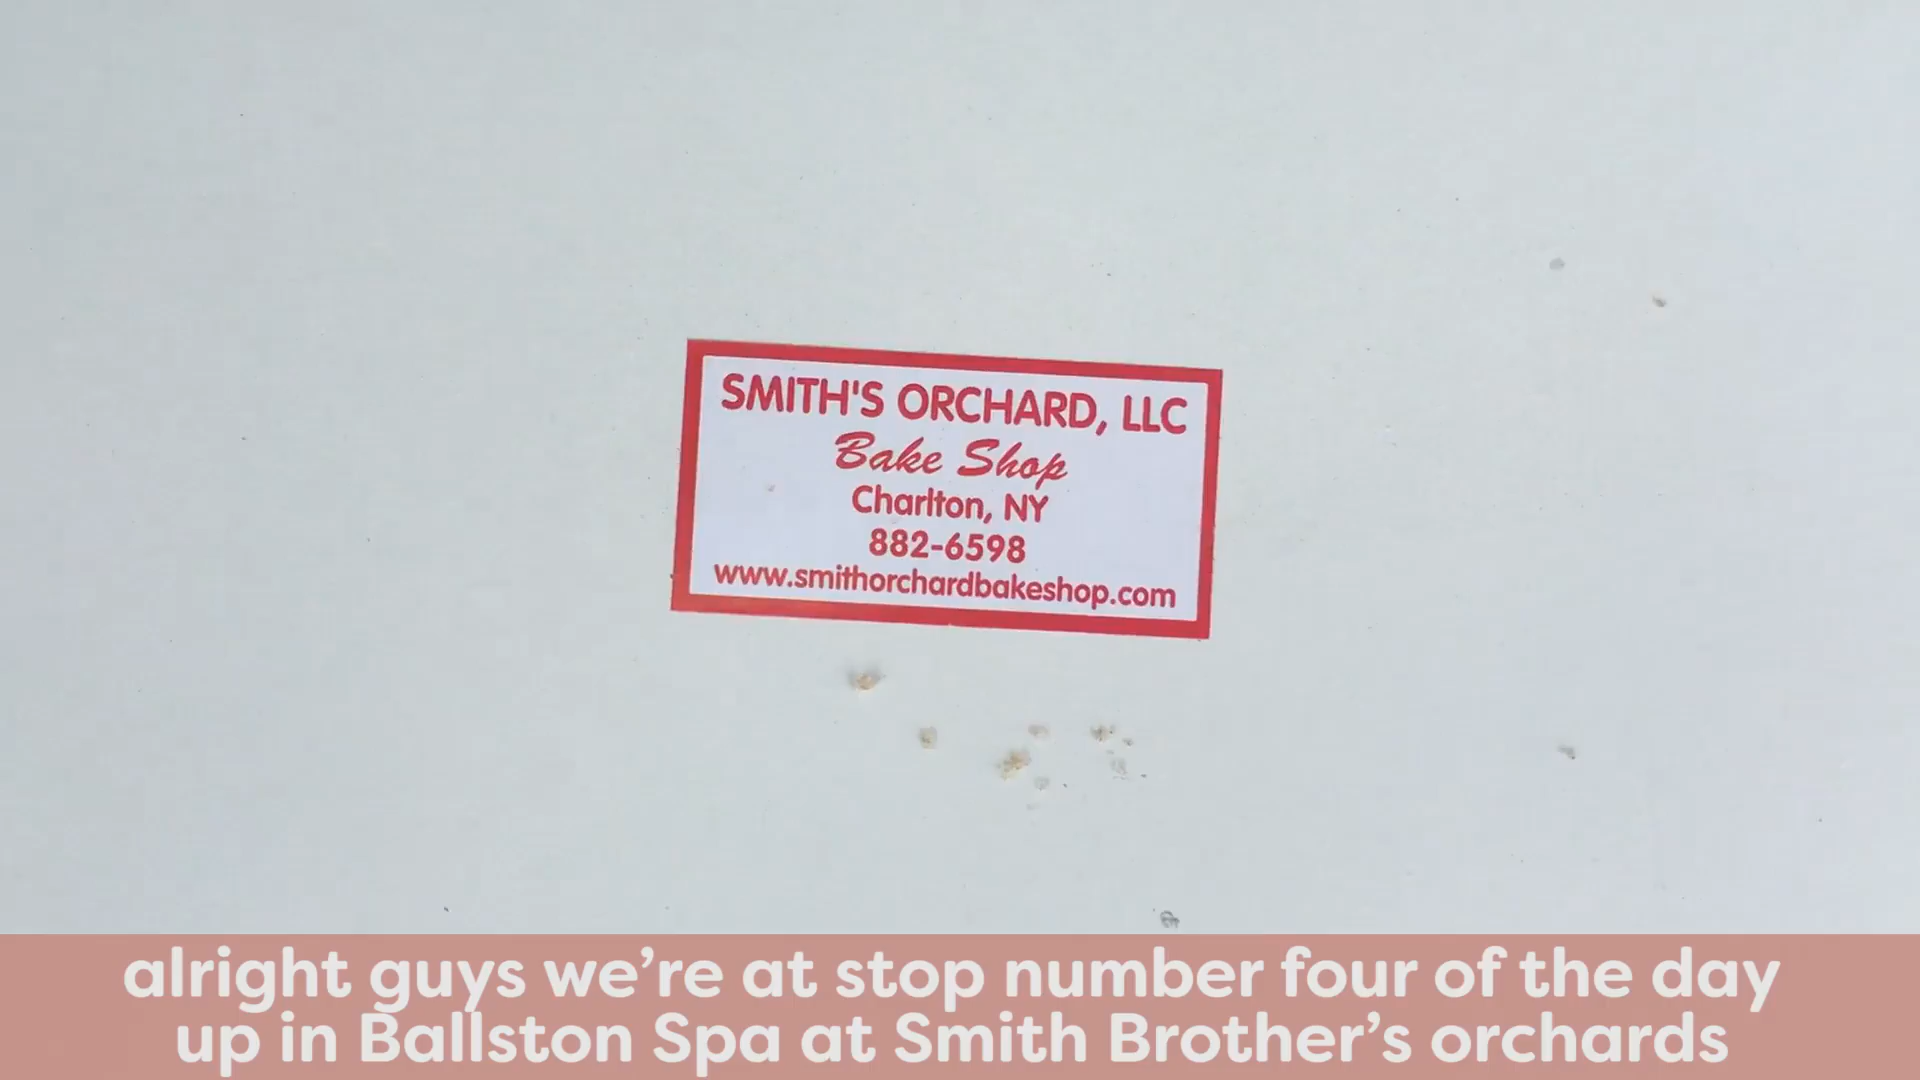 SMITH'S ORCHARD, LLC
Bake Shop
Charlton, NY
882-6598
www.smithorchardbakeshop.com
alright guys we’re at stop number four of the day
up in Ballston Spa at Smith Brother’s orchards